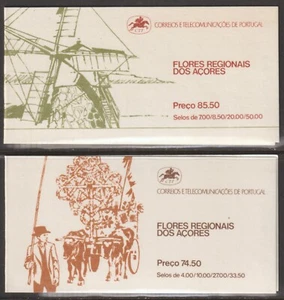 CORREIOS E TELECOMUNICAÇÕES DE PORTUGAL
FLORES REGIONAIS
DOS AÇORES
Preço 85.50
Selos de 7.00/8.50/20.00/50.00
CORREIOS E TELECOMUNICAÇÕES DE PORTUGAL
FLORES REGIONAIS
DOS AÇORES
Preço 74.50
Selos de 4.00/10.00/27.00/33.50